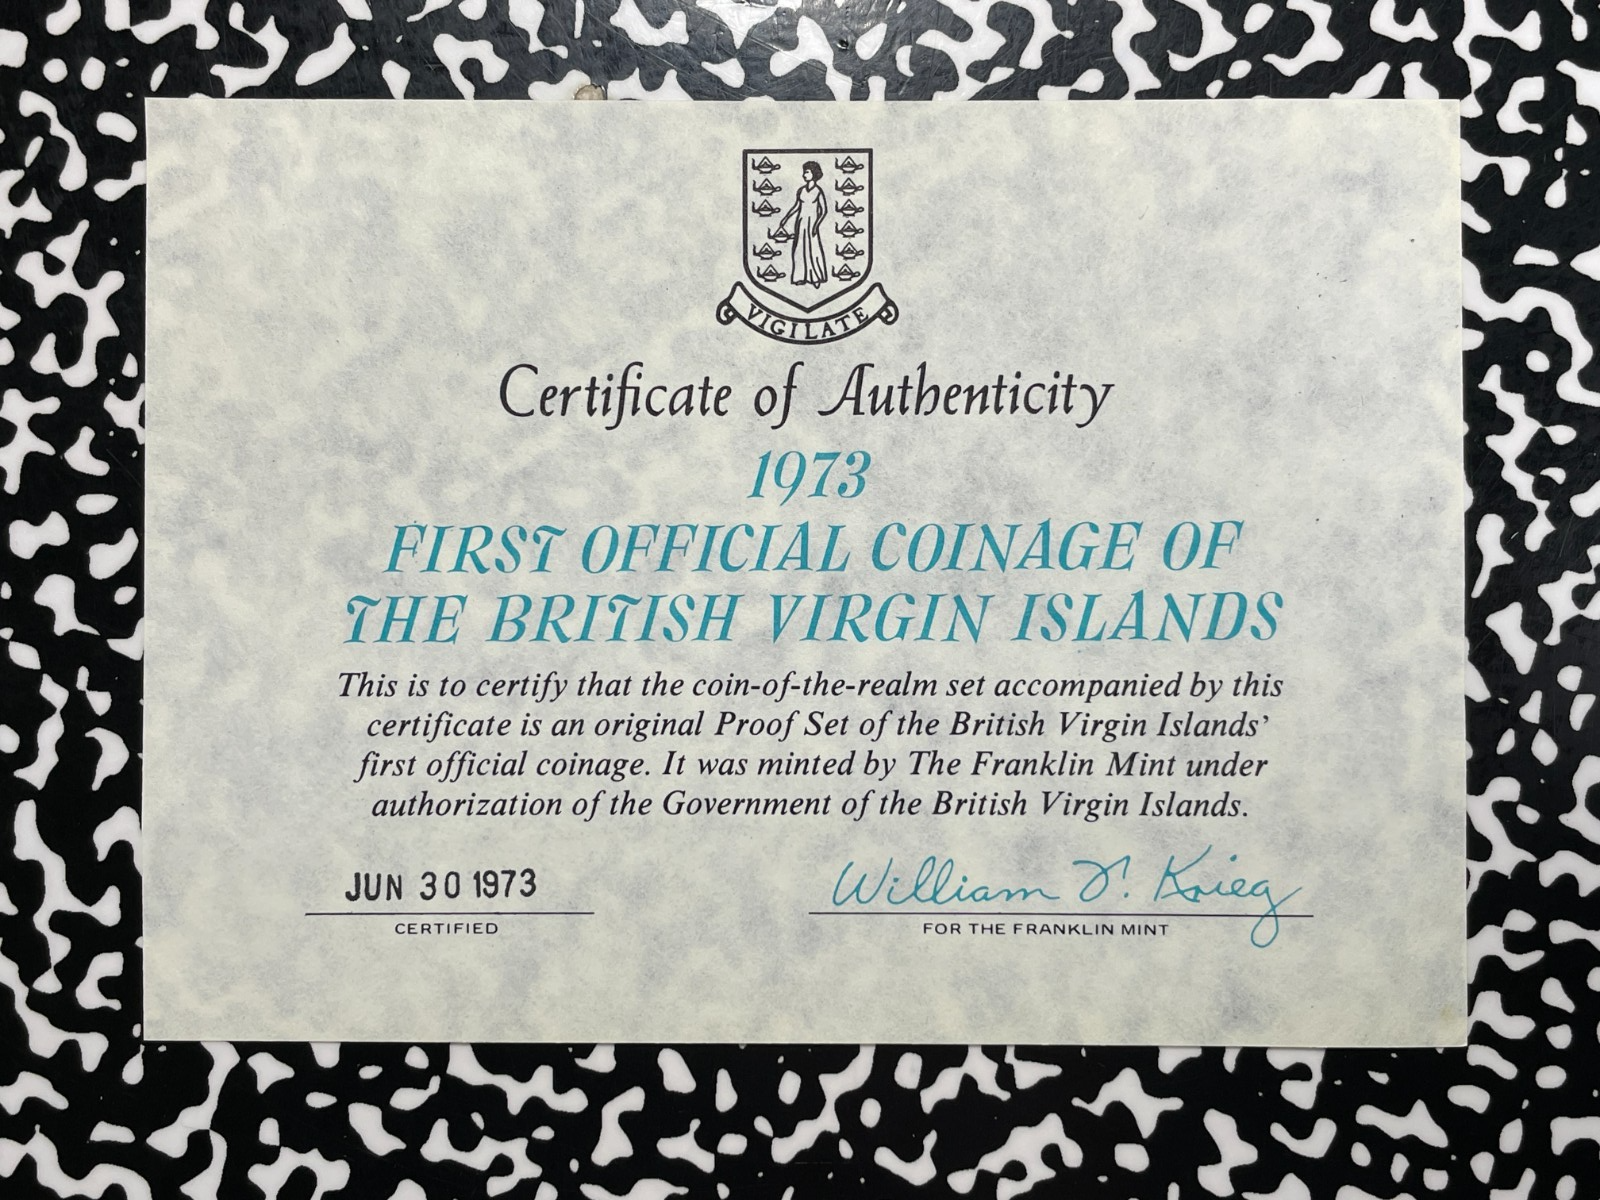 VIGILATE
Certificate of Authenticity
1973
FIRST OFFICIAL COINAGE OF
THE BRITISH VIRGIN ISLANDS
This is to certify that the coin-of-the-realm set accompanied by this
certificate is an original Proof Set of the British Virgin Islands’
first official coinage. It was minted by The Franklin Mint under
authorization of the Government of the British Virgin Islands.
JUN 30 1973
William T. Krieg
CERTIFIED
FOR THE FRANKLIN MINT